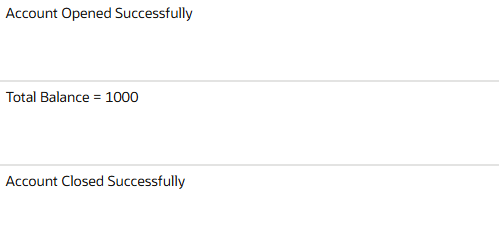 Account Opened Successfully
Total Balance = 1000
Account Closed Successfully